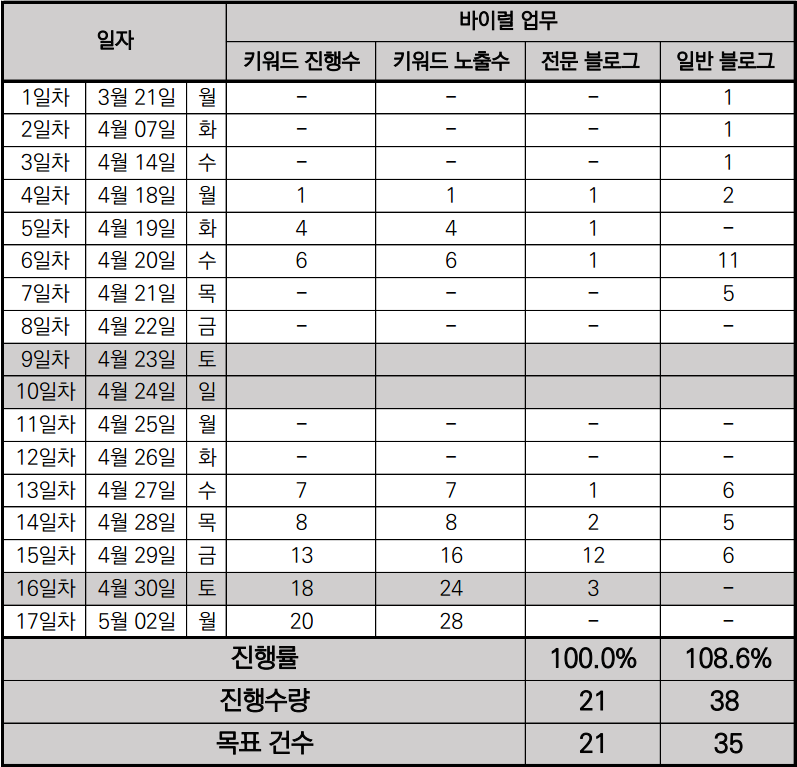 일자 바이럴 업무
키워드 진행수 키워드 노출수 전문 블로그 일반 블로그
1일차 3월 21일 월 - - - 1
2일차 4월 07일 화 - - - 1
3일차 4월 14일 수 - - - 1
4일차 4월 18일 월 1 1 1 2
5일차 4월 19일 화 4 4 1 -
6일차 4월 20일 수 6 6 1 11
7일차 4월 21일 목 - - - 5
8일차 4월 22일 금 - - - -
9일차 4월 23일 토
10일차 4월 24일 일
11일차 4월 25일 월 - - - -
12일차 4월 26일 화 - - - -
13일차 4월 27일 수 7 7 1 6
14일차 4월 28일 목 8 8 2 5
15일차 4월 29일 금 13 16 12 6
16일차 4월 30일 토 18 24 3 -
17일차 5월 02일 월 20 28 - -
진행률 100.0% 108.6%
진행수량 21 38
목표 건수 21 35